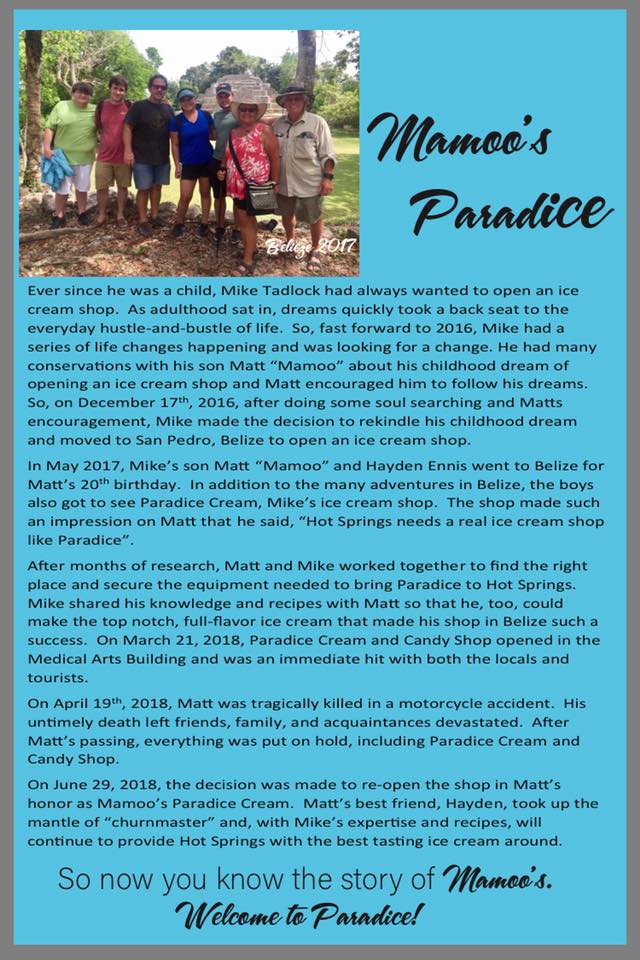 Mamoo's
Paradice
Belieze 2017
Ever since he was a child, Mike Tadlock had always wanted to open an ice
cream shop.  As adulthood sat in, dreams quickly took a back seat to the
everyday hustle-and-bustle of life.  So, fast forward to 2016, Mike had a
series of life changes happening and was looking for a change. He had many
conservations with his son Matt “Mamoo” about his childhood dream of
opening an ice cream shop and Matt encouraged him to follow his dreams.
So, on December 17th, 2016, after doing some soul searching and Matts
encouragement, Mike made the decision to rekindle his childhood dream
and moved to San Pedro, Belize to open an ice cream shop.
In May 2017, Mike’s son Matt “Mamoo” and Hayden Ennis went to Belize for
Matt’s 20th birthday.  In addition to the many adventures in Belize, the boys
also got to see Paradice Cream, Mike’s ice cream shop.  The shop made such
an impression on Matt that he said, “Hot Springs needs a real ice cream shop
like Paradice”.
After months of research, Matt and Mike worked together to find the right
place and secure the equipment needed to bring Paradice to Hot Springs.
Mike shared his knowledge and recipes with Matt so that he, too, could
make the top notch, full-flavor ice cream that made his shop in Belize such a
success.  On March 21, 2018, Paradice Cream and Candy Shop opened in the
Medical Arts Building and was an immediate hit with both the locals and
tourists.
On April 19th, 2018, Matt was tragically killed in a motorcycle accident.  His
untimely death left friends, family, and acquaintances devastated.  After
Matt’s passing, everything was put on hold, including Paradice Cream and
Candy Shop.
On June 29, 2018, the decision was made to re-open the shop in Matt’s
honor as Mamoo’s Paradice Cream.  Matt’s best friend, Hayden, took up the
mantle of “churnmaster” and, with Mike’s expertise and recipes, will
continue to provide Hot Springs with the best tasting ice cream around.
So now you know the story of Mamoo's.
Welcome to Paradice!